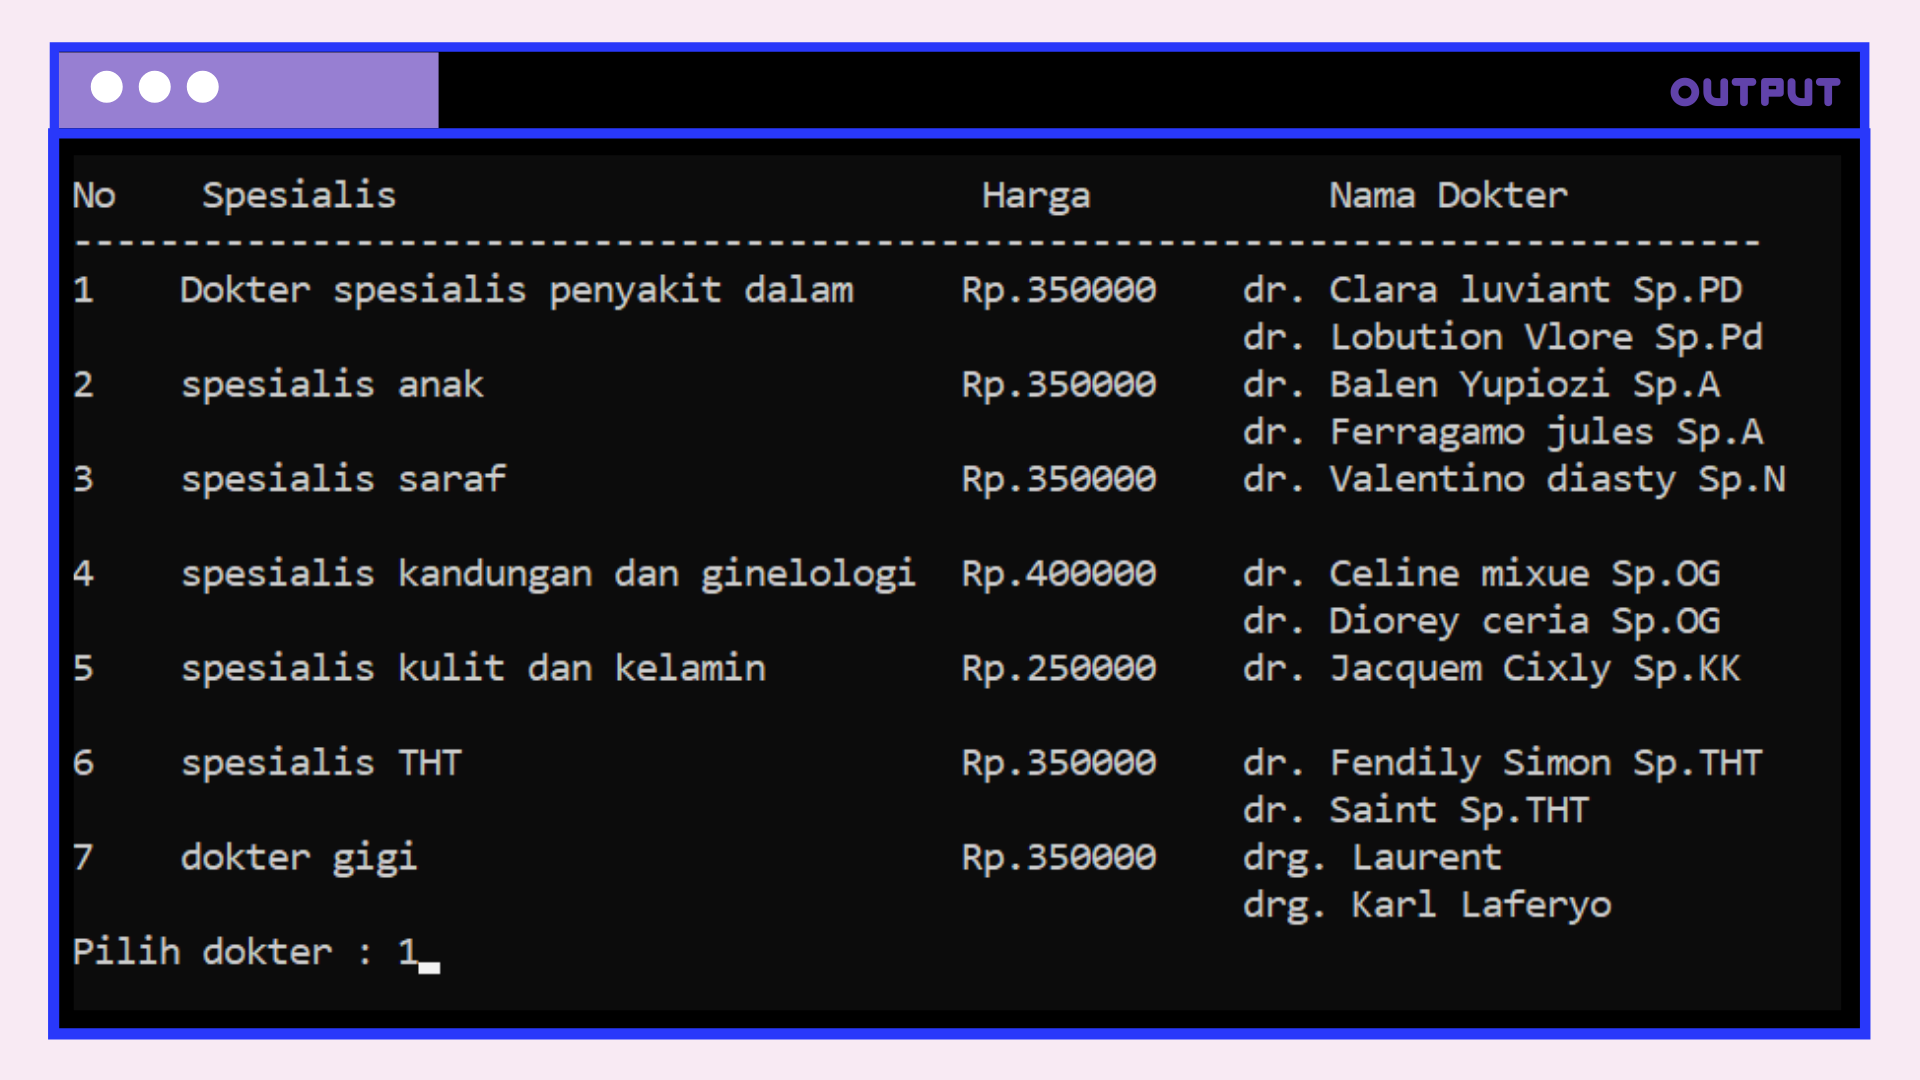 OUTPUT
No Spesialis Harga Nama Dokter
------------------------------------------------------------------------------
1 Dokter spesialis penyakit dalam Rp.350000 dr. Clara luviant Sp.PD
dr. Lobution Vlore Sp.Pd
2 spesialis anak Rp.350000 dr. Balen Yupiozi Sp.A
dr. Ferragamo jules Sp.A
3 spesialis saraf Rp.350000 dr. Valentino diasty Sp.N
4 spesialis kandungan dan ginelologi Rp.400000 dr. Celine mixue Sp.OG
dr. Diorey ceria Sp.OG
5 spesialis kulit dan kelamin Rp.250000 dr. Jacquem Cixly Sp.KK
6 spesialis THT Rp.350000 dr. Fendily Simon Sp.THT
dr. Saint Sp.THT
7 dokter gigi Rp.350000 drg. Laurent
drg. Karl Laferyo
Pilih dokter : 1_